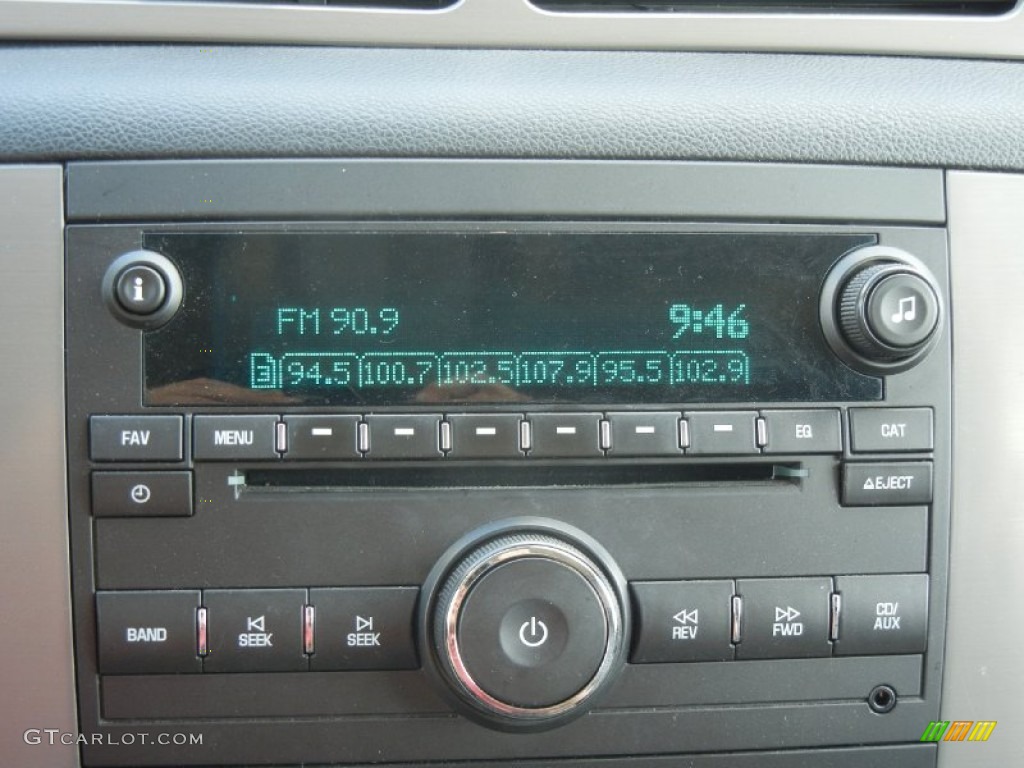 i
FM 90.9 9:46
3 94.5 100.7 102.5 107.9 95.5 102.9
FAV MENU EQ CAT
EJECT
BAND SEEK SEEK REV FWD CD/
AUX
GTCARLOT.COM